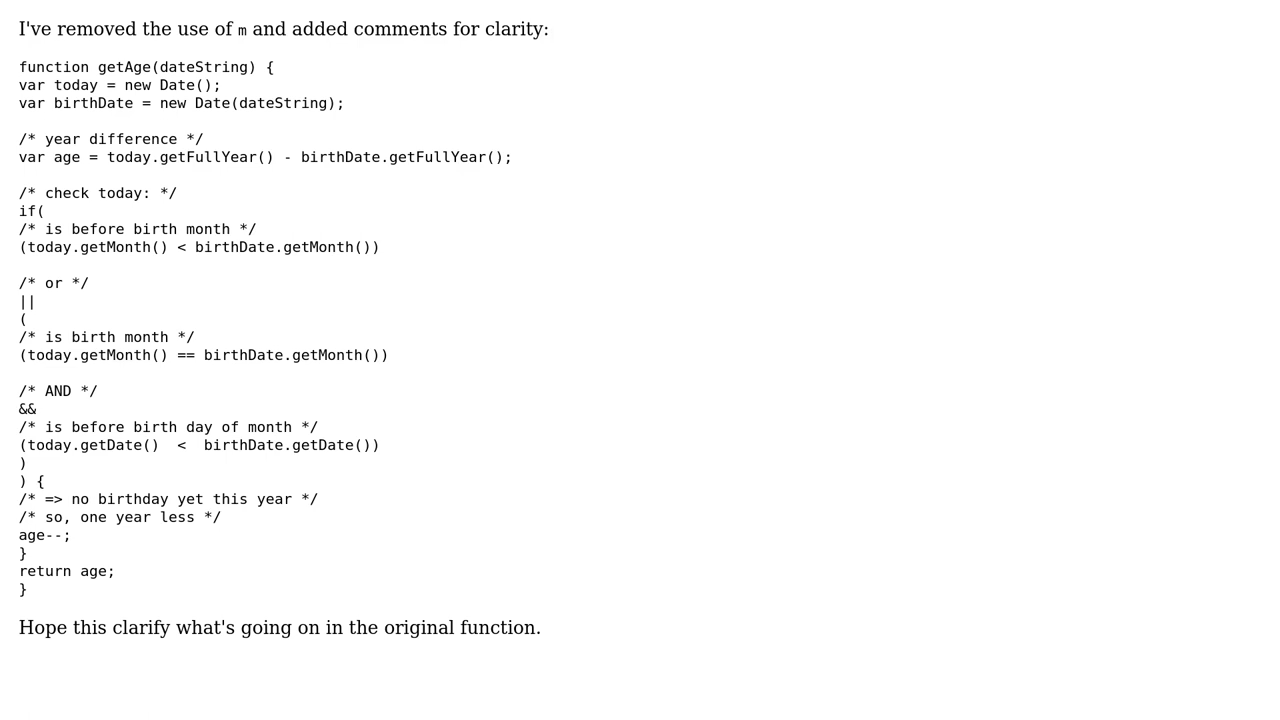 I've removed the use of m and added comments for clarity:
function getAge(dateString) {
var today = new Date();
var birthDate = new Date(dateString);
/* year difference */
var age = today.getFullYear() - birthDate.getFullYear();
/* check today: */
if(
/* is before birth month */
(today.getMonth() < birthDate.getMonth())
/* or */
||
(
/* is birth month */
(today.getMonth() == birthDate.getMonth())
/* AND */
&&
/* is before birth day of month */
(today.getDate()  <  birthDate.getDate())
)
) {
/* => no birthday yet this year */
/* so, one year less */
age--;
}
return age;
}
Hope this clarify what's going on in the original function.